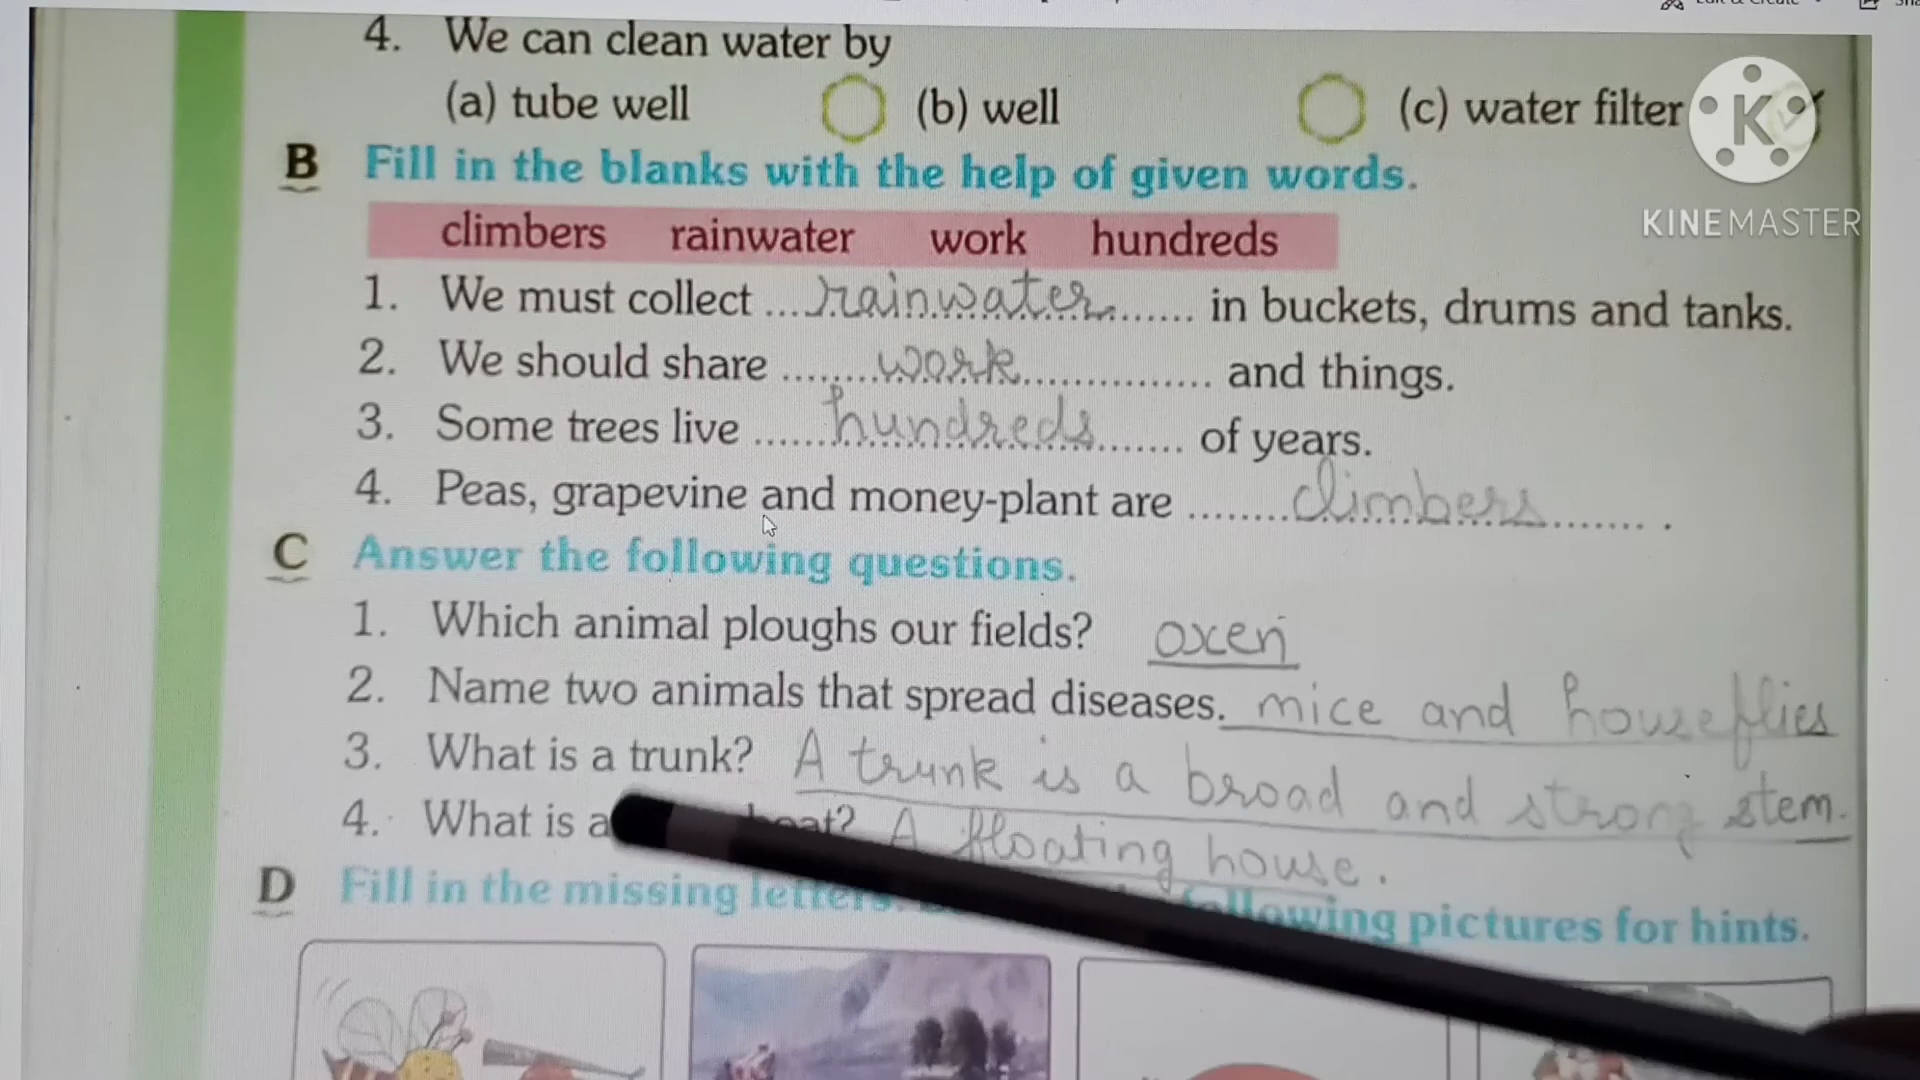 4. We can clean water by
(a) tube well (b) well (c) water filter
K
KINEMASTER
B Fill in the blanks with the help of given words.
climbers rainwater work hundreds
1. We must collect ...rainwater........ in buckets, drums and tanks.
2. We should share .......work............... and things.
3. Some trees live ......hundreds....... of years.
4. Peas, grapevine and money-plant are ........climbers....... .
C Answer the following questions.
1. Which animal ploughs our fields? oxen
2. Name two animals that spread diseases. mice and houseflies
3. What is a trunk? A trunk is a broad and strong stem.
4. What is a boat? A floating house.
D Fill in the missing letters. following pictures for hints.